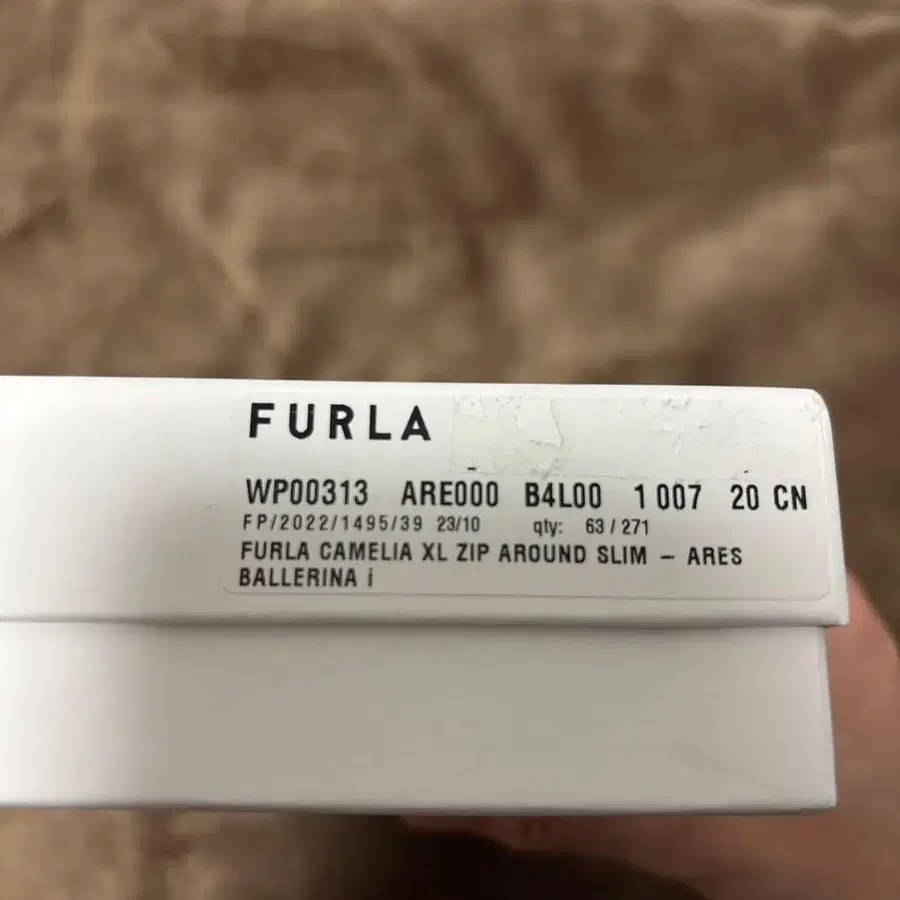 FURLA
WP00313 ARE000 B4L00 1 007 20 CN
FP/2022/1495/39 23/10 qty: 63 / 271
FURLA CAMELIA XL ZIP AROUND SLIM – ARES
BALLERINA i